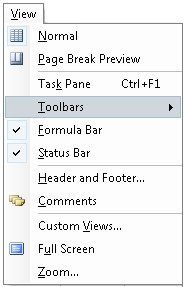 View
Normal
Page Break Preview
Task Pane Ctrl+F1
Toolbars
Formula Bar
Status Bar
Header and Footer...
Comments
Custom Views...
Full Screen
Zoom...